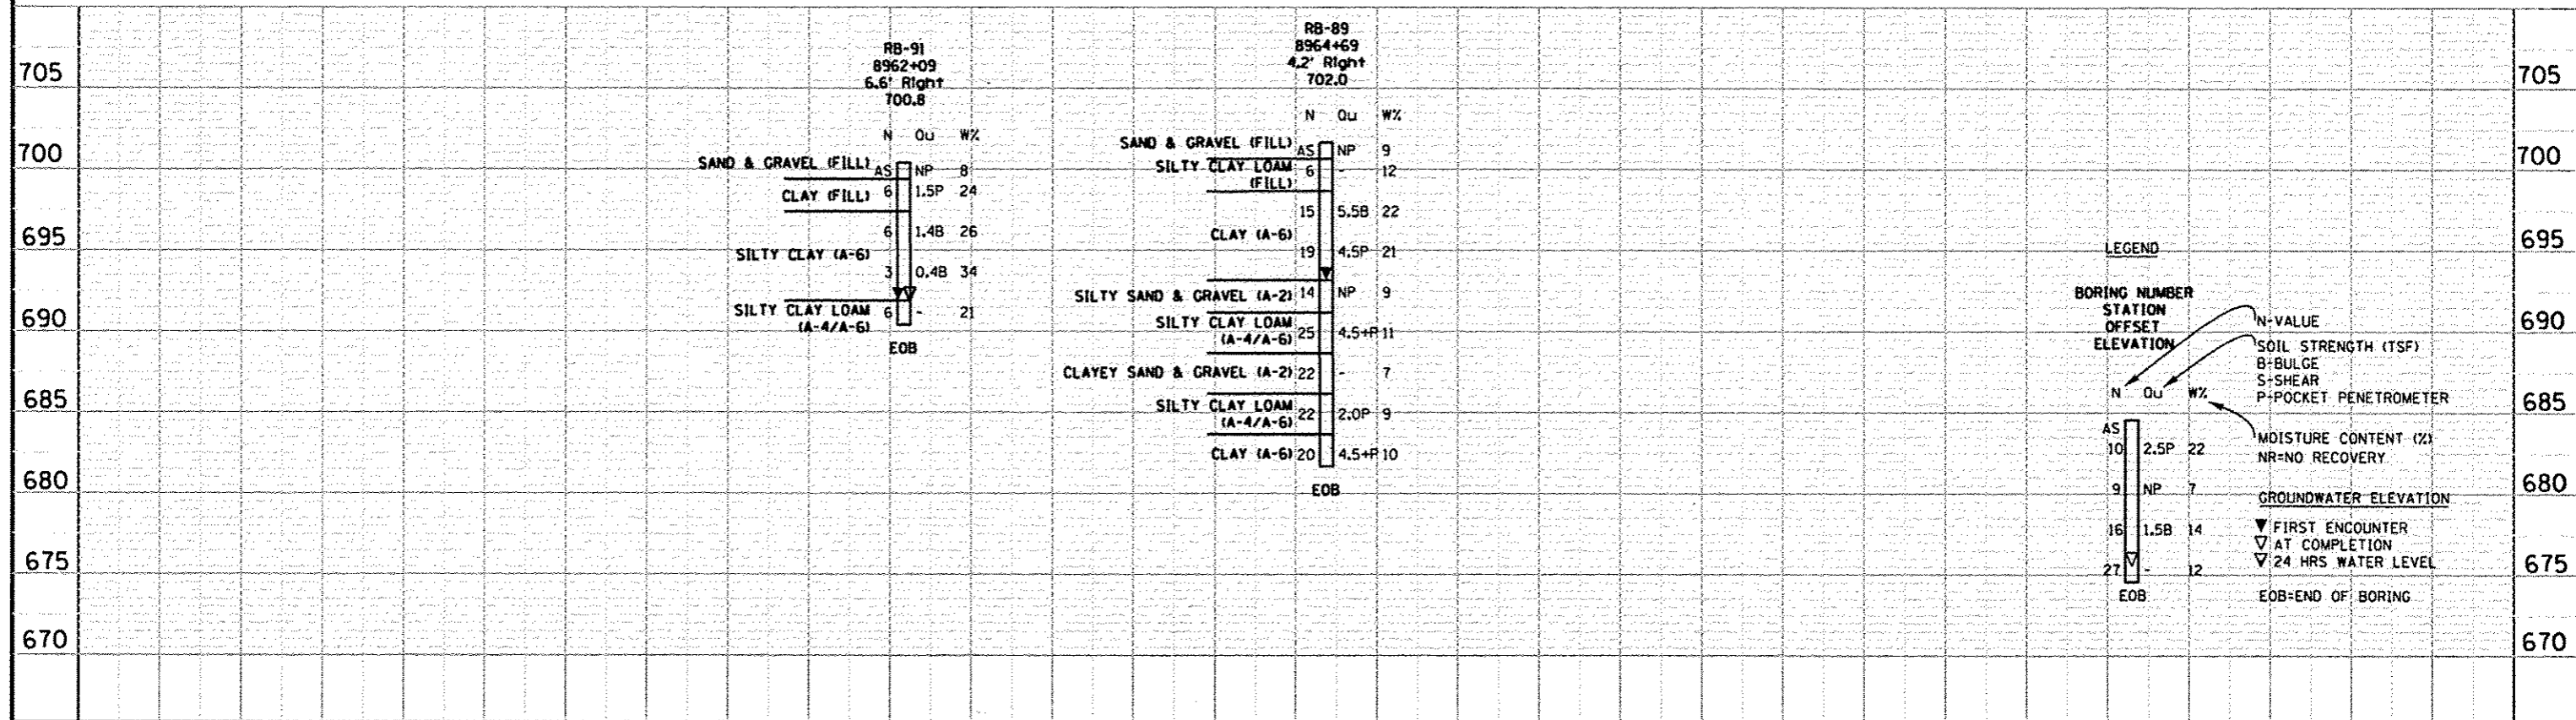 705
700
695
690
685
680
675
670
RB-91
8962+09
6.6' Right
700.8
N Qu W%
SAND & GRAVEL (FILL) AS NP 8
CLAY (FILL) 6 1.5P 24
6 1.4B 26
SILTY CLAY (A-6)
3 0.4B 34
SILTY CLAY LOAM 6 - 21
(A-4/A-6)
EOB
RB-89
8964+69
4.2' Right
702.0
N Qu W%
SAND & GRAVEL (FILL) AS NP 9
SILTY CLAY LOAM 6 - 12
(FILL)
15 5.5B 22
CLAY (A-6)
19 4.5P 21
SILTY SAND & GRAVEL (A-2) 14 NP 9
SILTY CLAY LOAM
(A-4/A-6) 25 4.5+P 11
CLAYEY SAND & GRAVEL (A-2) 22 - 7
SILTY CLAY LOAM
(A-4/A-6) 22 2.0P 9
CLAY (A-6) 20 4.5+P 10
EOB
LEGEND
BORING NUMBER
STATION
OFFSET
ELEVATION
N-VALUE
SOIL STRENGTH (TSF)
B-BULGE
S-SHEAR
P-POCKET PENETROMETER
N Qu W%
MOISTURE CONTENT (%)
NR=NO RECOVERY
AS
10 2.5P 22
9 NP 7
16 1.5B 14
27 - 12
EOB
GROUNDWATER ELEVATION
FIRST ENCOUNTER
AT COMPLETION
24 HRS WATER LEVEL
EOB=END OF BORING
705
700
695
690
685
680
675
670